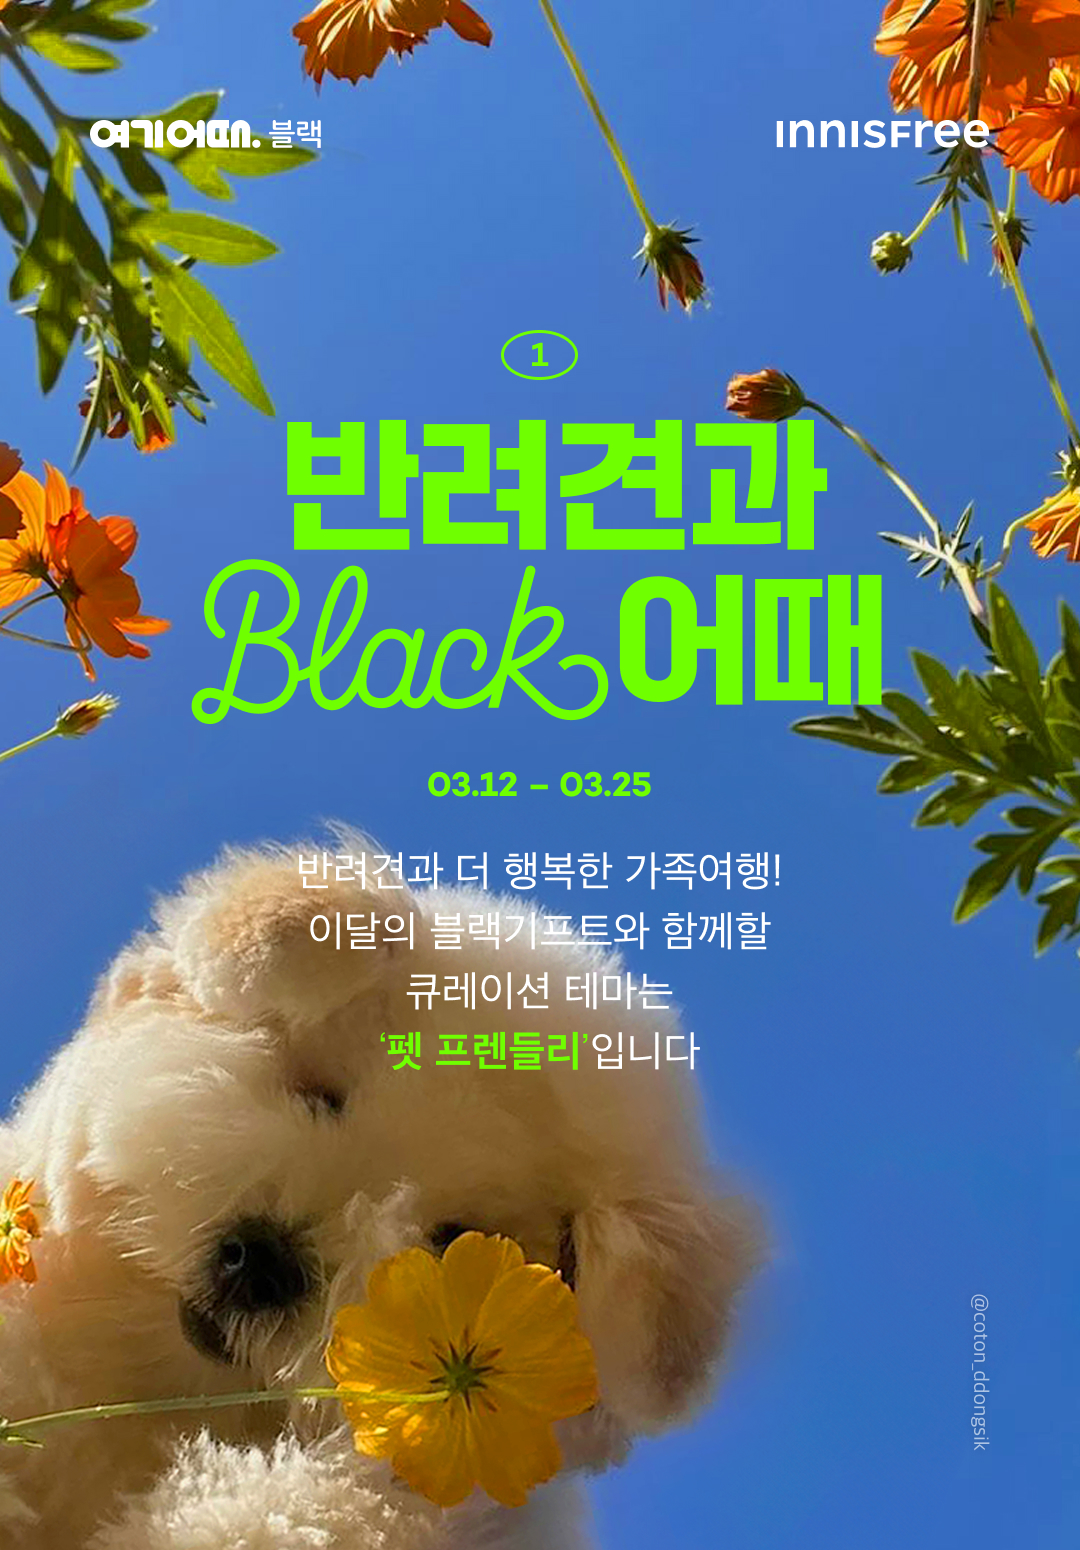 여기어때. 블랙
INNISFree
1
반려견과
Black 어때
03.12 – 03.25
반려견과 더 행복한 가족여행!
이달의 블랙기프트와 함께할
큐레이션 테마는
‘펫 프렌들리’입니다
@coton_ddongsik